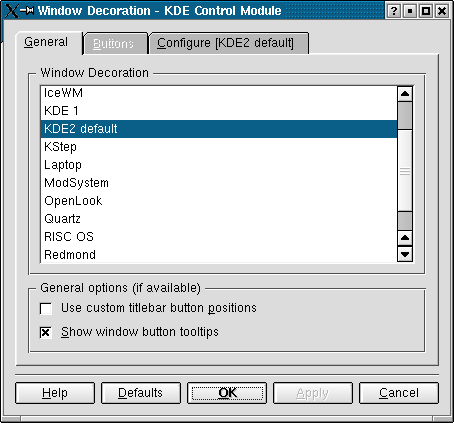 Window Decoration - KDE Control Module
General Buttons Configure [KDE2 default]
Window Decoration
IceWM
KDE 1
KDE2 default
KStep
Laptop
ModSystem
OpenLook
Quartz
RISC OS
Redmond
General options (if available)
Use custom titlebar button positions
Show window button tooltips
Help Defaults OK Apply Cancel